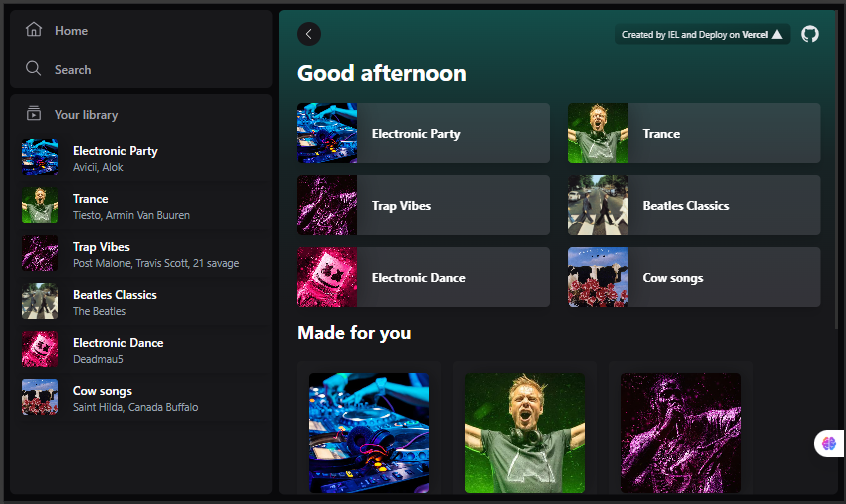 Home
Search
Your library
Electronic Party
Avicii, Alok
Trance
Tiesto, Armin Van Buuren
Trap Vibes
Post Malone, Travis Scott, 21 savage
Beatles Classics
The Beatles
Electronic Dance
Deadmau5
Cow songs
Saint Hilda, Canada Buffalo
Created by IEL and Deploy on Vercel
Good afternoon
Electronic Party
Trance
Trap Vibes
Beatles Classics
Electronic Dance
Cow songs
Made for you